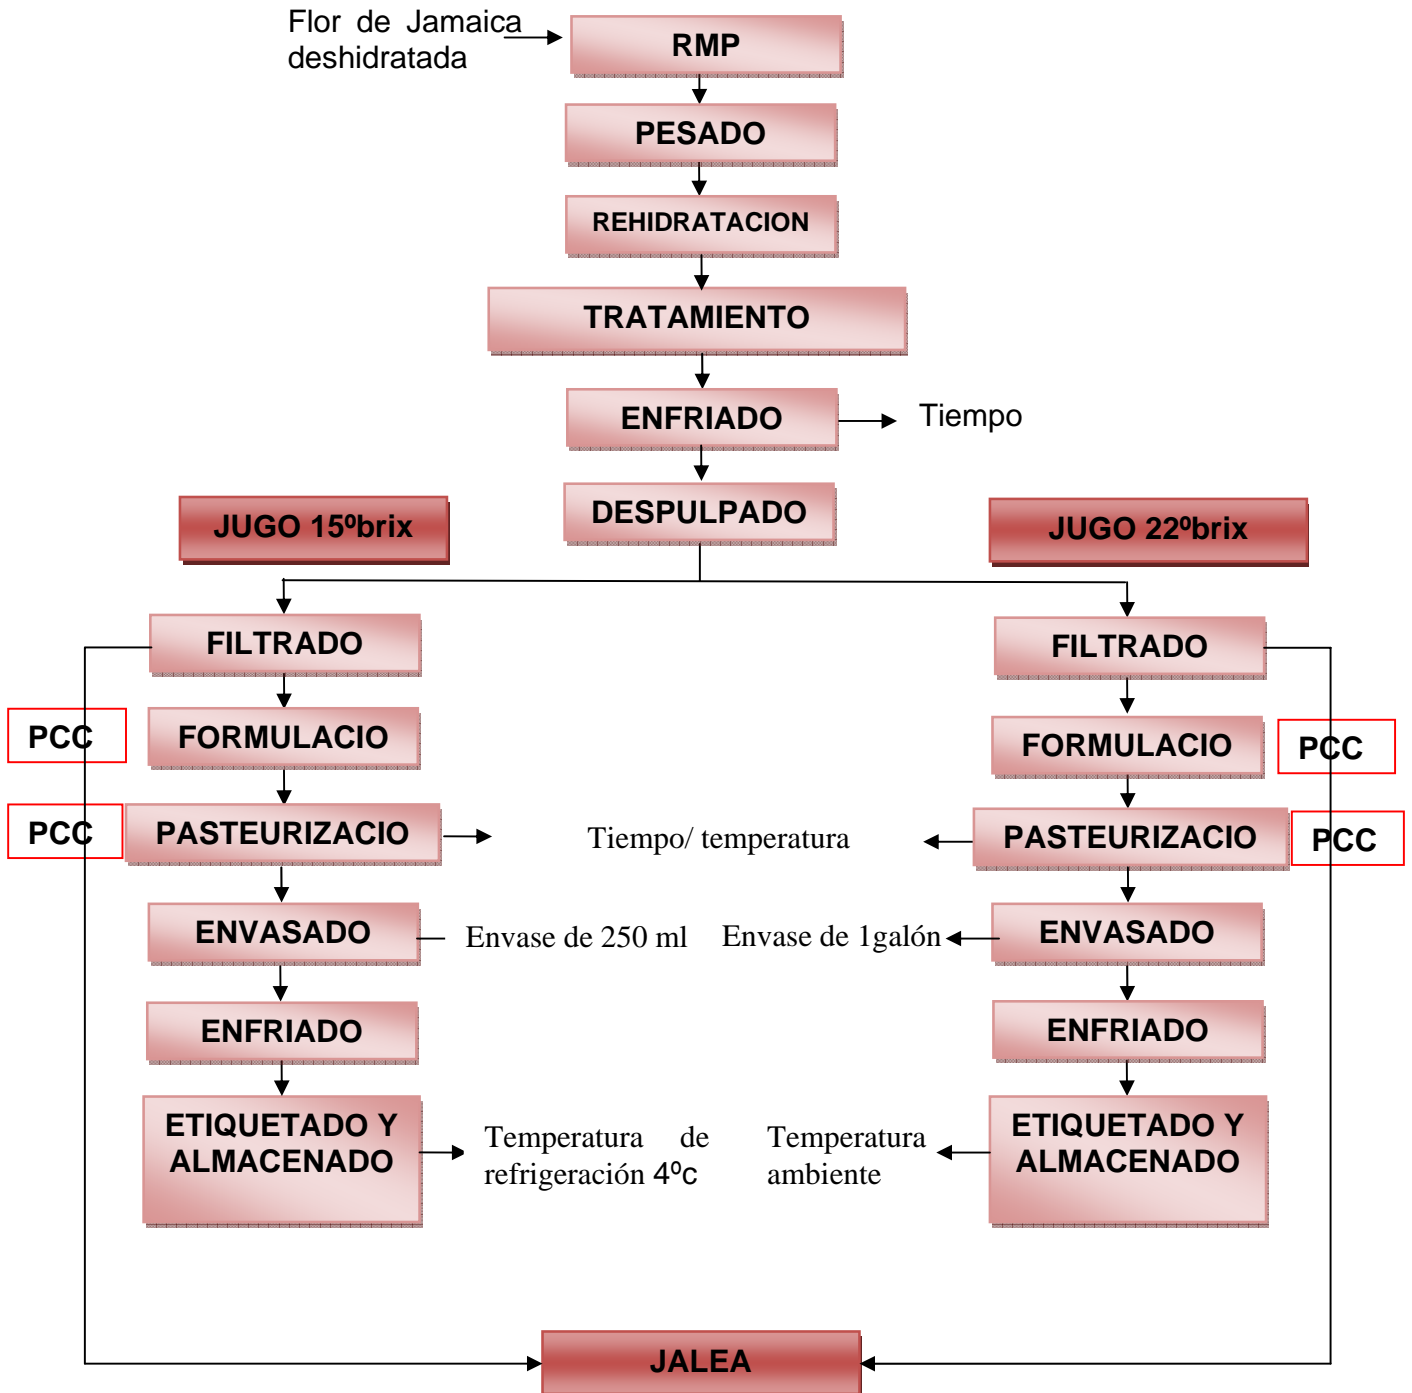 Flor de Jamaica
deshidratada
RMP
PESADO
REHIDRATACION
TRATAMIENTO
ENFRIADO
Tiempo
DESPULPADO
JUGO 15ºbrix
JUGO 22ºbrix
FILTRADO
FILTRADO
PCC
FORMULACIO
FORMULACIO
PCC
PCC
PASTEURIZACIO
Tiempo/ temperatura
PASTEURIZACIO
PCC
ENVASADO
Envase de 250 ml
Envase de 1galón
ENVASADO
ENFRIADO
ENFRIADO
ETIQUETADO Y
ALMACENADO
Temperatura de
refrigeración 4ºc
Temperatura
ambiente
ETIQUETADO Y
ALMACENADO
JALEA